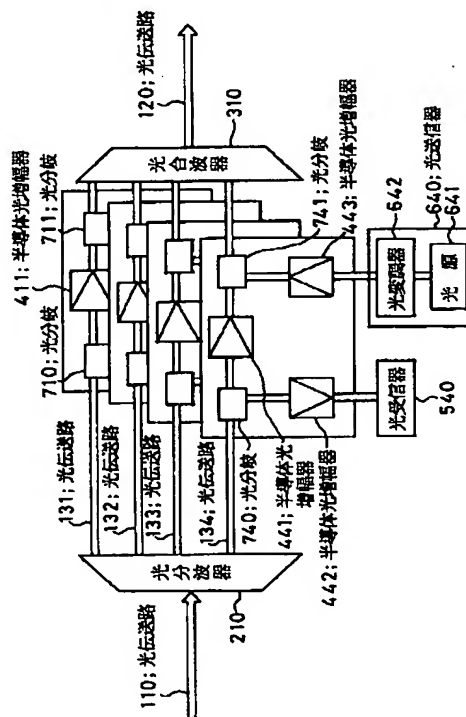 120; 光伝送路
310
光合波器
411; 半導体光増幅器
711; 光分岐
710; 光分岐
741; 光分岐
443; 半導体光増幅器
642
640; 光送信器
641
光変調器
光源
131; 光伝送路
132; 光伝送路
133; 光伝送路
134; 光伝送路
740; 光分岐
441; 半導体光
増幅器
442; 半導体光増幅器
光受信器
540
光分波器
210
110; 光伝送路